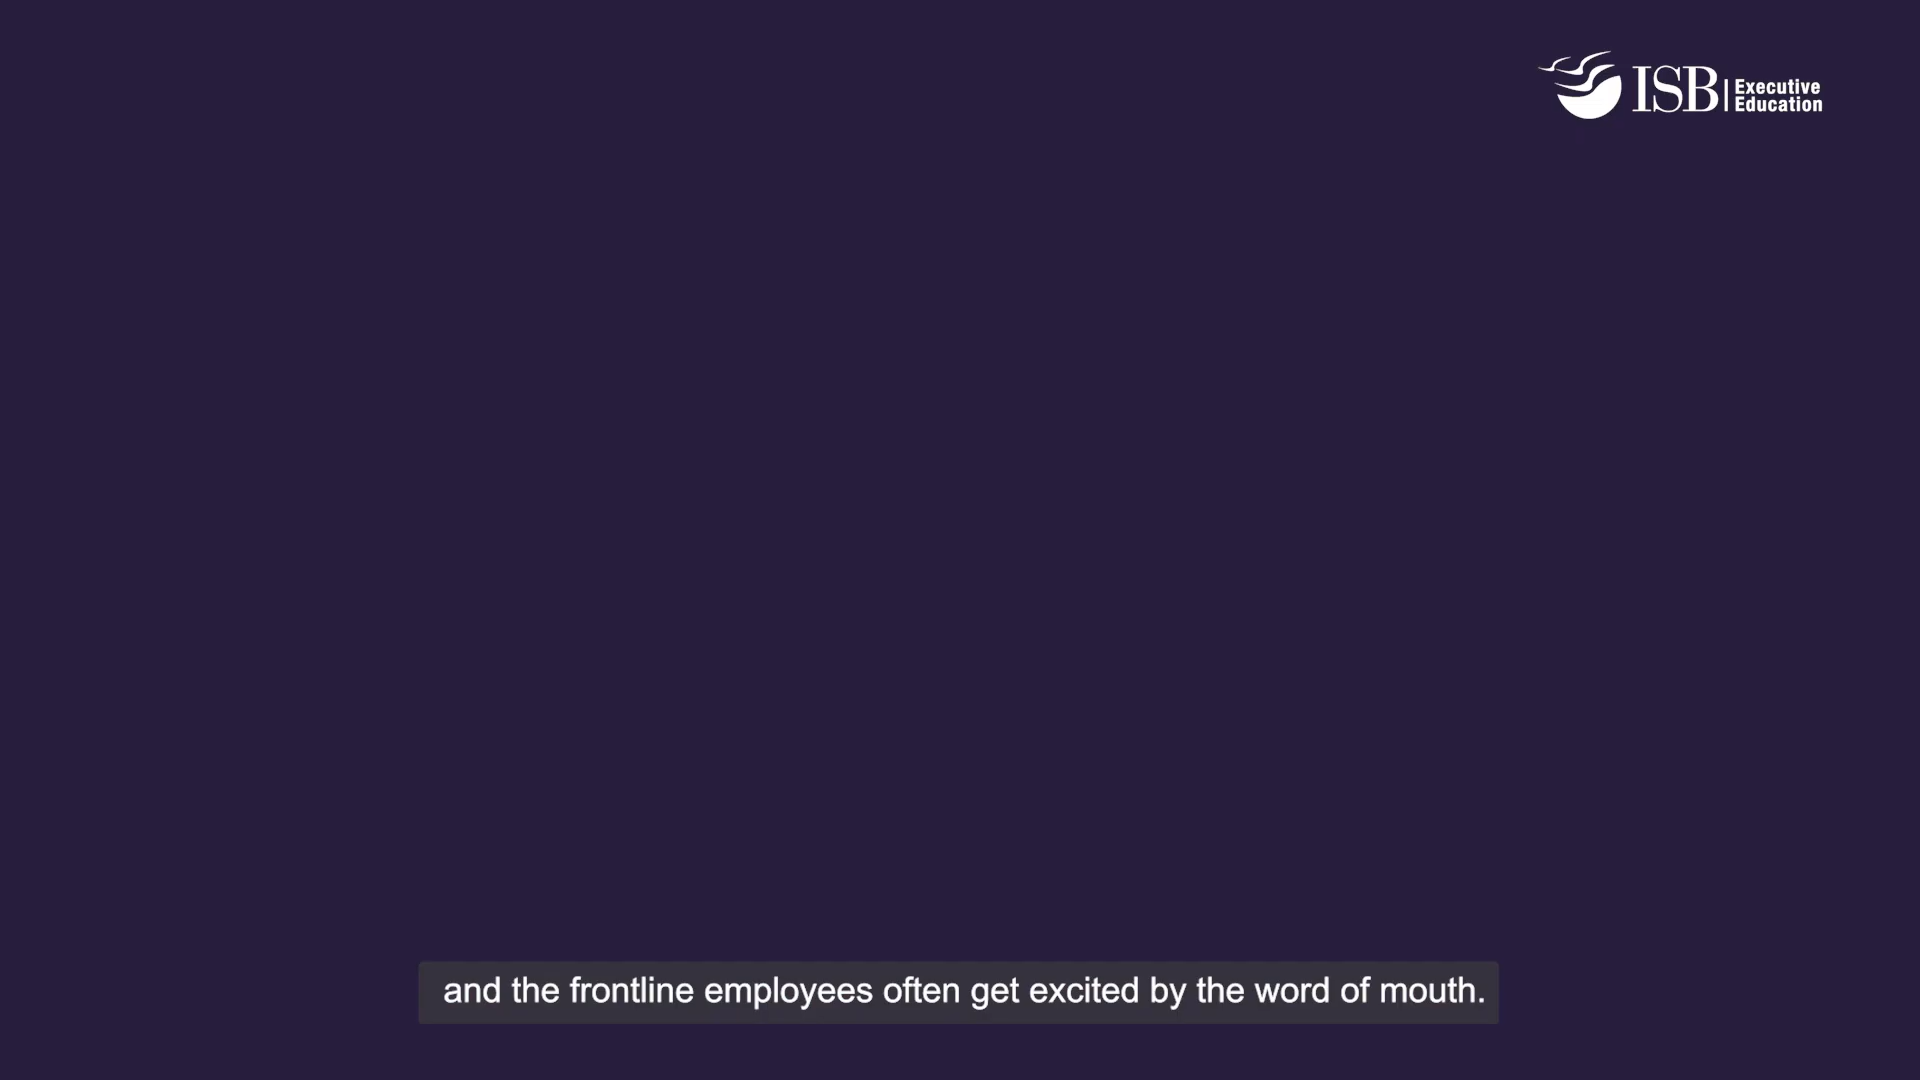 ISB
Executive
Education
and the frontline employees often get excited by the word of mouth.